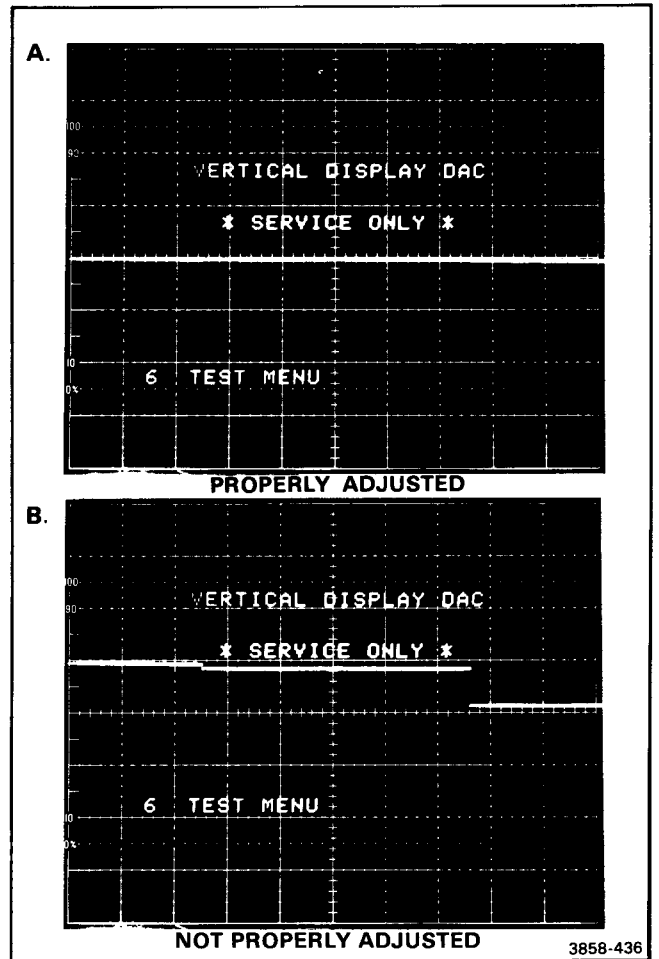 A.
100
90
VERTICAL DISPLAY DAC
* SERVICE ONLY *
10
6 TEST MENU
0%
PROPERLY ADJUSTED
B.
100
90
VERTICAL DISPLAY DAC
* SERVICE ONLY *
6 TEST MENU
10
0%
NOT PROPERLY ADJUSTED
3858-436